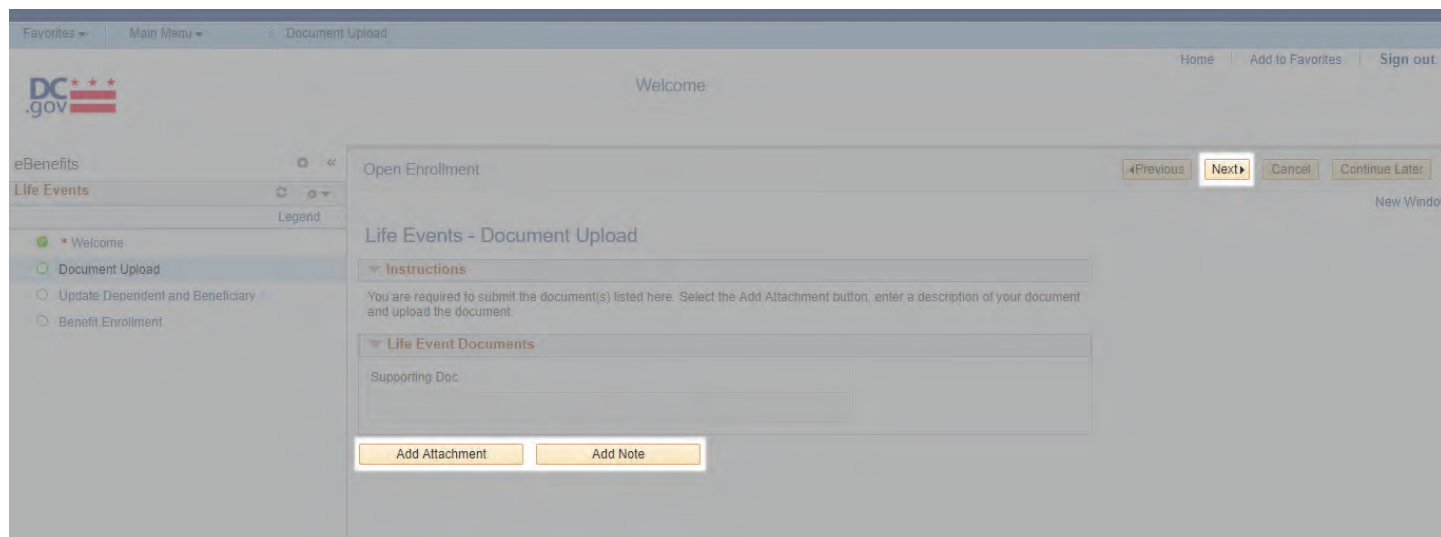 Favorites Main Menu Document Upload
Home Add to Favorites Sign out
DC
.gov
Welcome
eBenefits
Open Enrollment
Previous Next Cancel Continue Later
Life Events
New Windo
Legend
* Welcome
Document Upload
Update Dependent and Beneficiary
Benefit Enrollment
Life Events - Document Upload
Instructions
You are required to submit the document(s) listed here. Select the Add Attachment button, enter a description of your document
and upload the document.
Life Event Documents
Supporting Doc
Add Attachment Add Note